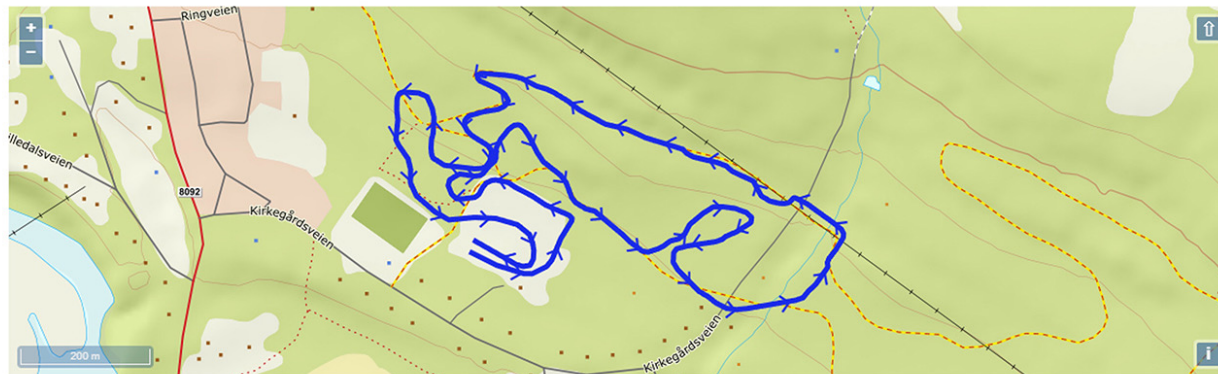 Ringveien
+
−
⇧
illedalsveien
8092
Kirkegårdsveien
Kirkegårdsveien
200 m
i